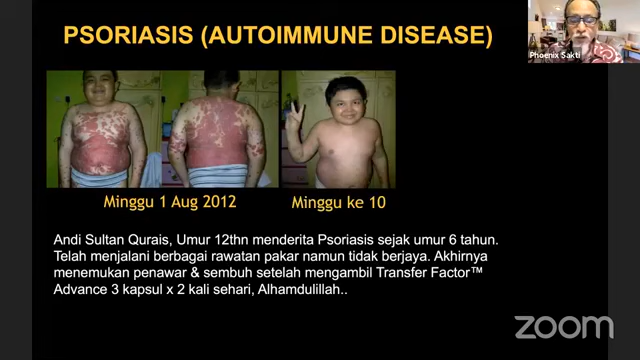 PSORIASIS (AUTOIMMUNE DISEASE)
Phoenix Sakti
Minggu 1 Aug 2012
Minggu ke 10
Andi Sultan Qurais, Umur 12thn menderita Psoriasis sejak umur 6 tahun.
Telah menjalani berbagai rawatan pakar namun tidak berjaya. Akhirnya
menemukan penawar & sembuh setelah mengambil Transfer Factor™
Advance 3 kapsul x 2 kali sehari, Alhamdulillah..
zoom